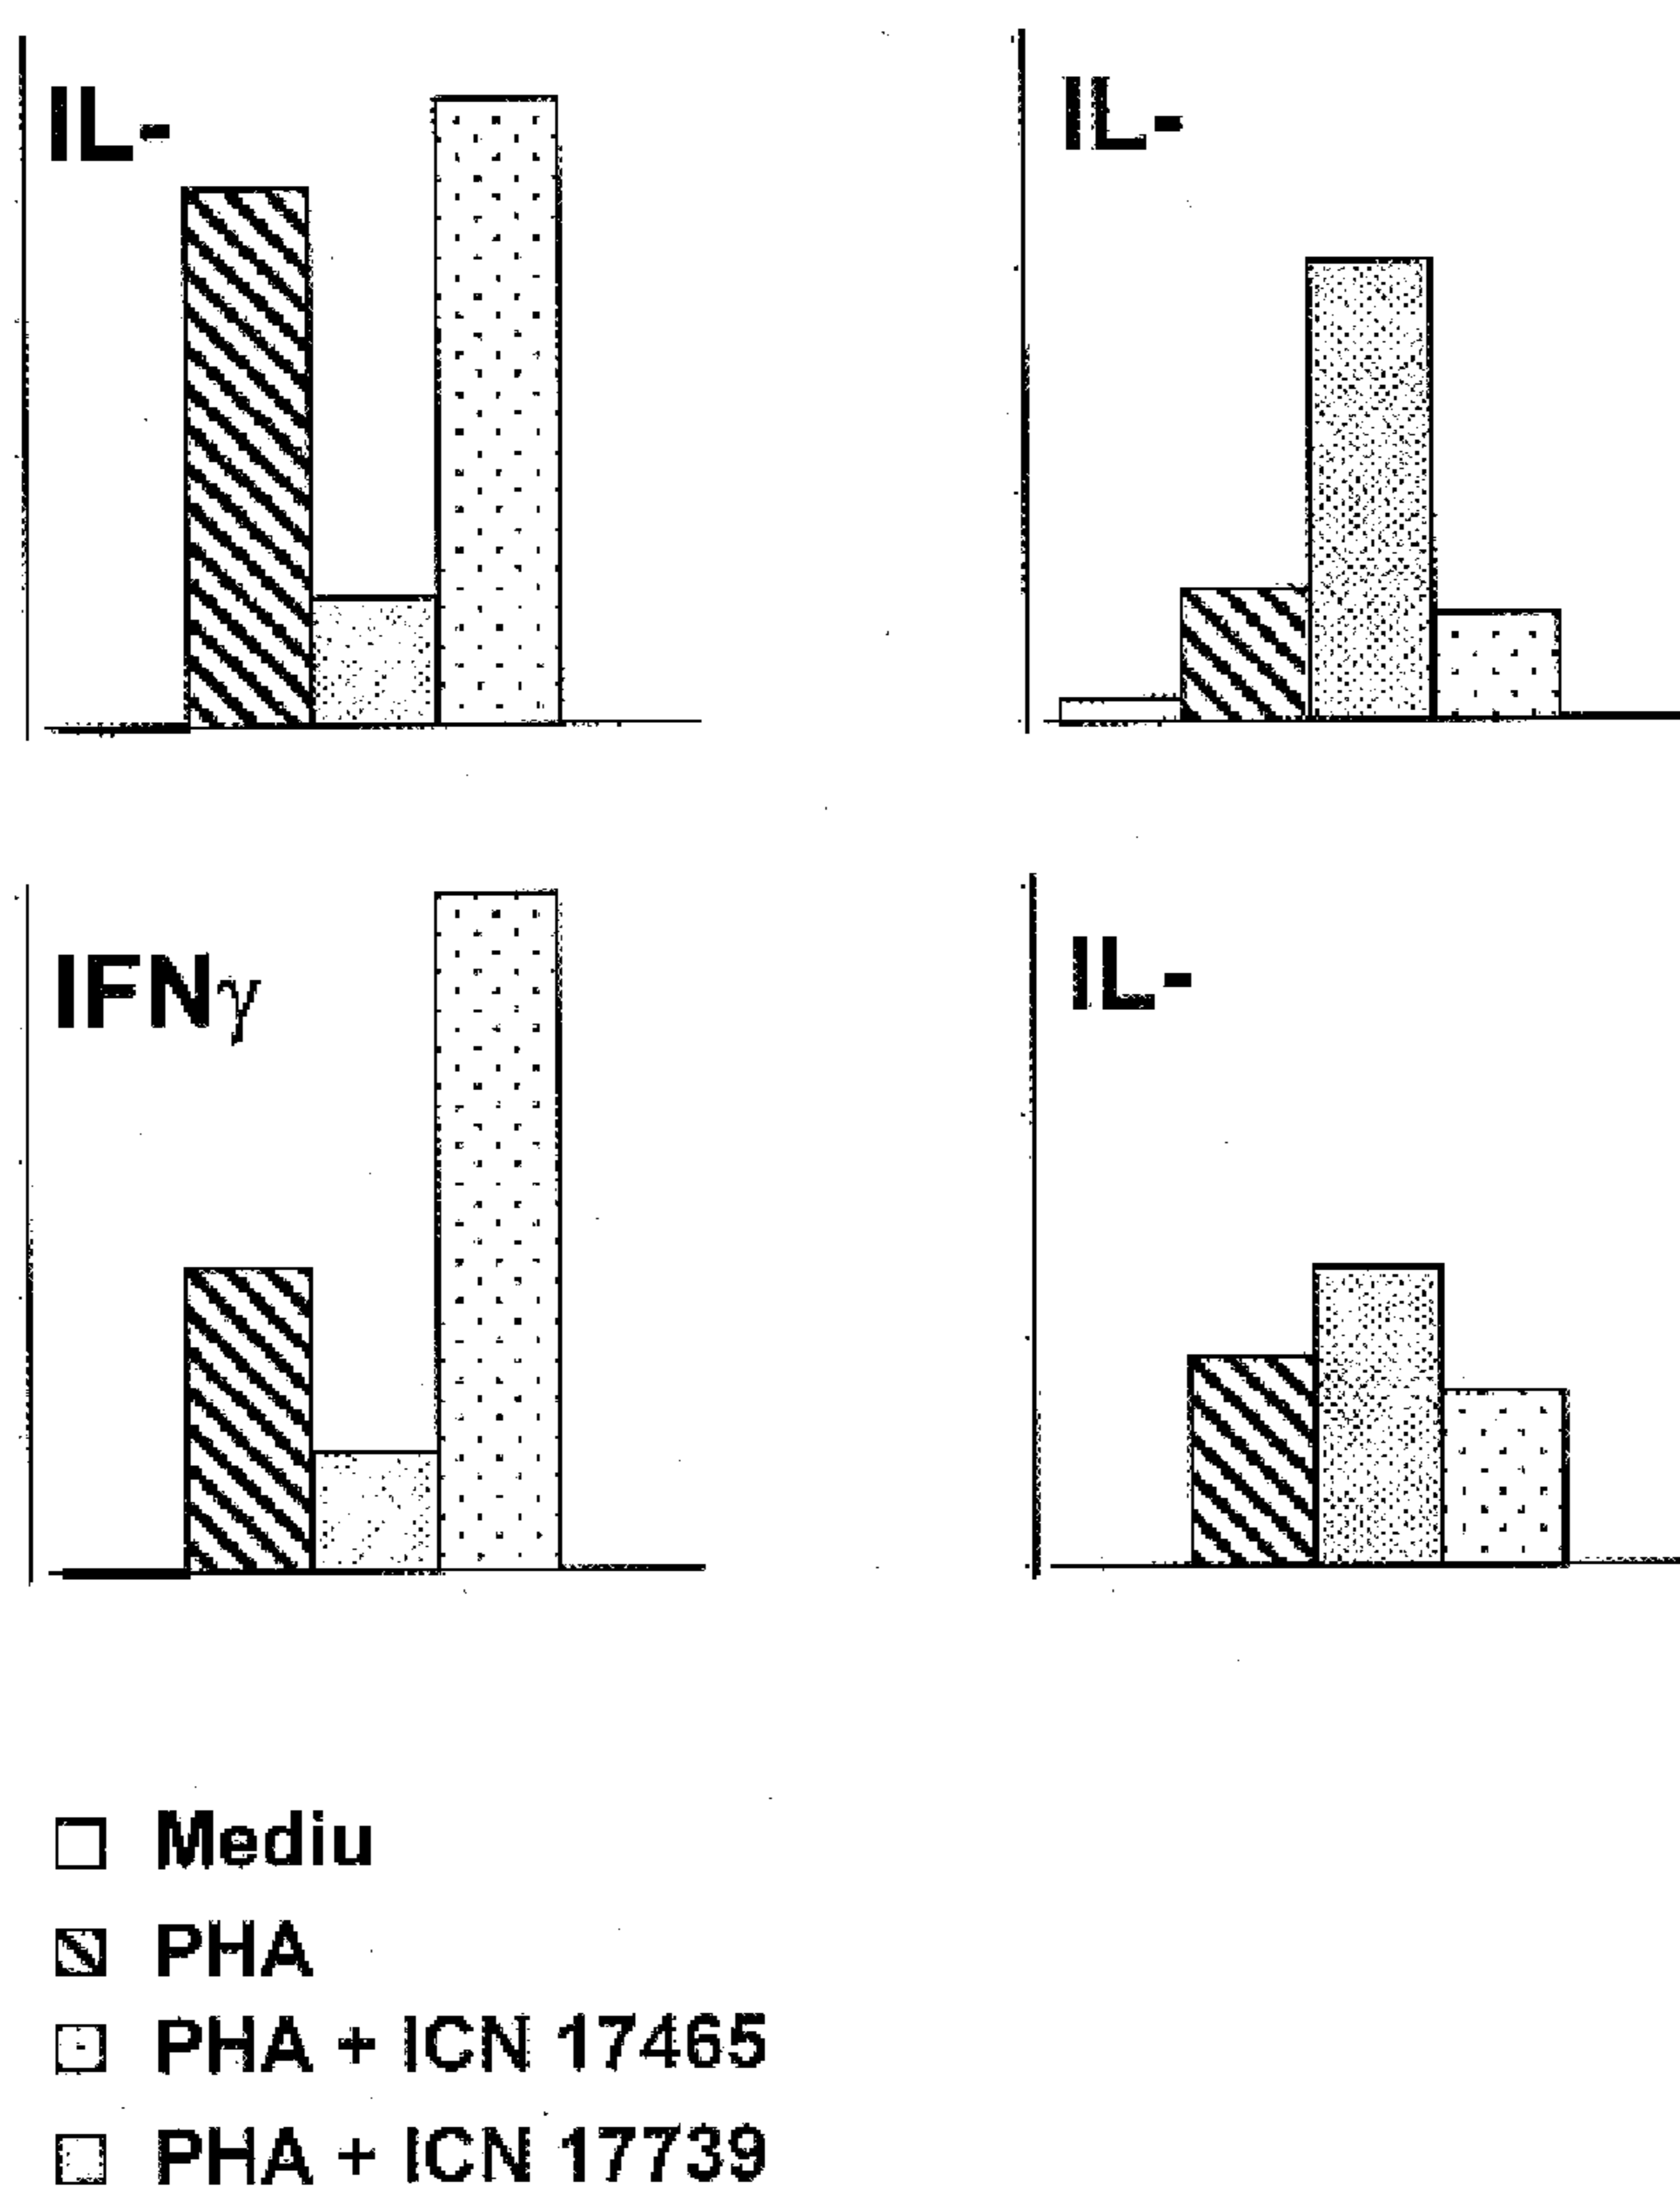 IL-
IL-
IFNγ
IL-
Mediu
PHA
PHA + ICN 17465
PHA + ICN 17739